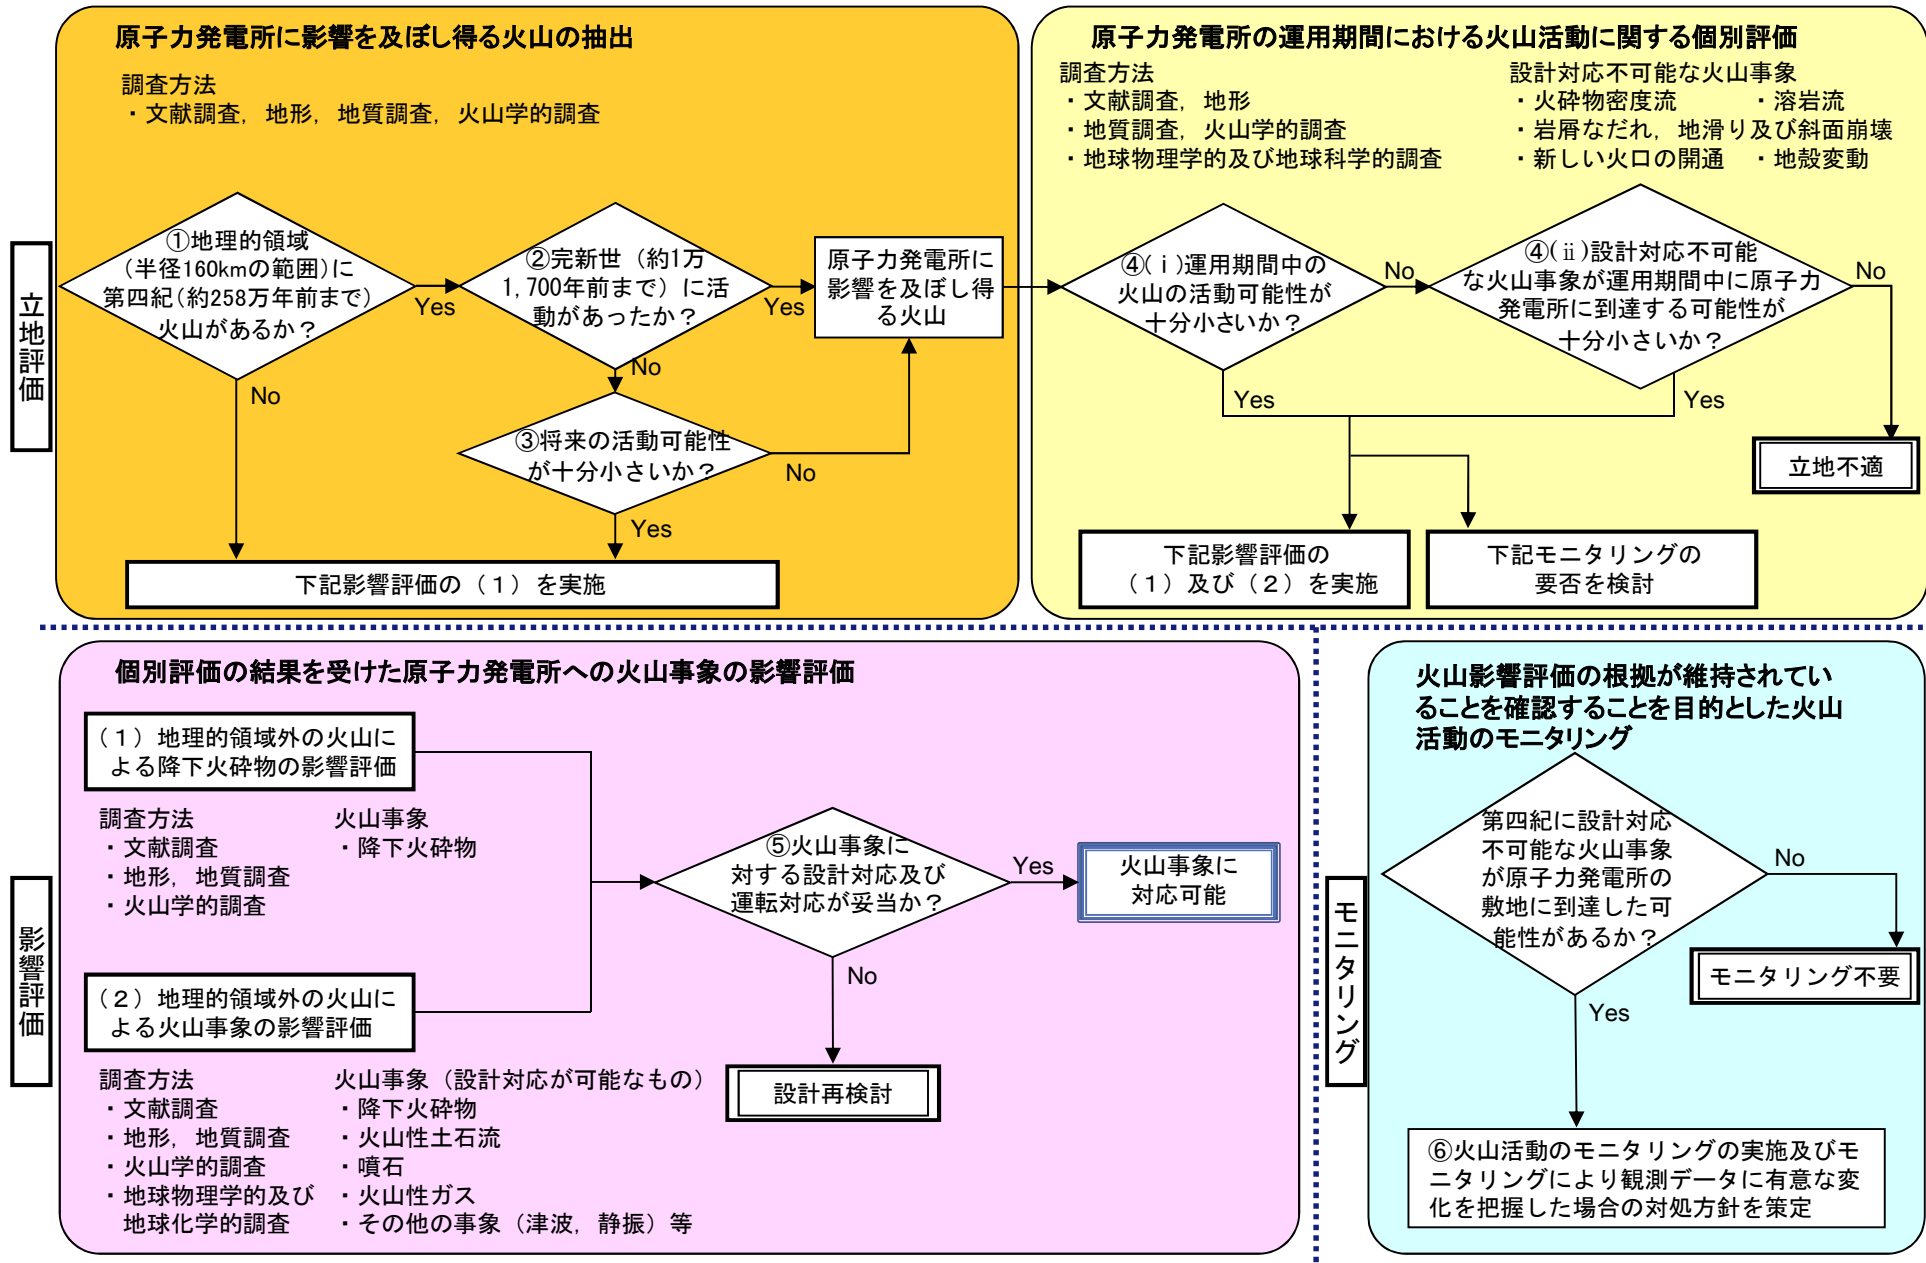 立地評価
原子力発電所に影響を及ぼし得る火山の抽出
調査方法
・文献調査，地形，地質調査，火山学的調査
①地理的領域
（半径160kmの範囲）に
第四紀（約258万年前まで）
火山があるか？
Yes
No
②完新世（約1万
1,700年前まで）に活
動があったか？
Yes
No
③将来の活動可能性
が十分小さいか？
No
Yes
原子力発電所に
影響を及ぼし得
る火山
下記影響評価の（１）を実施
原子力発電所の運用期間における火山活動に関する個別評価
調査方法
・文献調査，地形
・地質調査，火山学的調査
・地球物理学的及び地球科学的調査
設計対応不可能な火山事象
・火砕物密度流　　・溶岩流
・岩屑なだれ，地滑り及び斜面崩壊
・新しい火口の開通　・地殻変動
④(ⅰ)運用期間中の
火山の活動可能性が
十分小さいか？
No
Yes
④(ⅱ)設計対応不可能
な火山事象が運用期間中に原子力
発電所に到達する可能性が
十分小さいか？
No
Yes
立地不適
下記影響評価の
（１）及び（２）を実施
下記モニタリングの
要否を検討
影響評価
個別評価の結果を受けた原子力発電所への火山事象の影響評価
（１）地理的領域外の火山に
よる降下火砕物の影響評価
調査方法
・文献調査
・地形，地質調査
・火山学的調査
火山事象
・降下火砕物
（２）地理的領域外の火山に
よる火山事象の影響評価
調査方法
・文献調査
・地形，地質調査
・火山学的調査
・地球物理学的及び
地球化学的調査
火山事象（設計対応が可能なもの）
・降下火砕物
・火山性土石流
・噴石
・火山性ガス
・その他の事象（津波，静振）等
⑤火山事象に
対する設計対応及び
運転対応が妥当か？
Yes
No
火山事象に
対応可能
設計再検討
モニタリング
火山影響評価の根拠が維持されてい
ることを確認することを目的とした火山
活動のモニタリング
第四紀に設計対応
不可能な火山事象
が原子力発電所の
敷地に到達した可
能性があるか？
No
Yes
モニタリング不要
⑥火山活動のモニタリングの実施及びモ
ニタリングにより観測データに有意な変
化を把握した場合の対処方針を策定